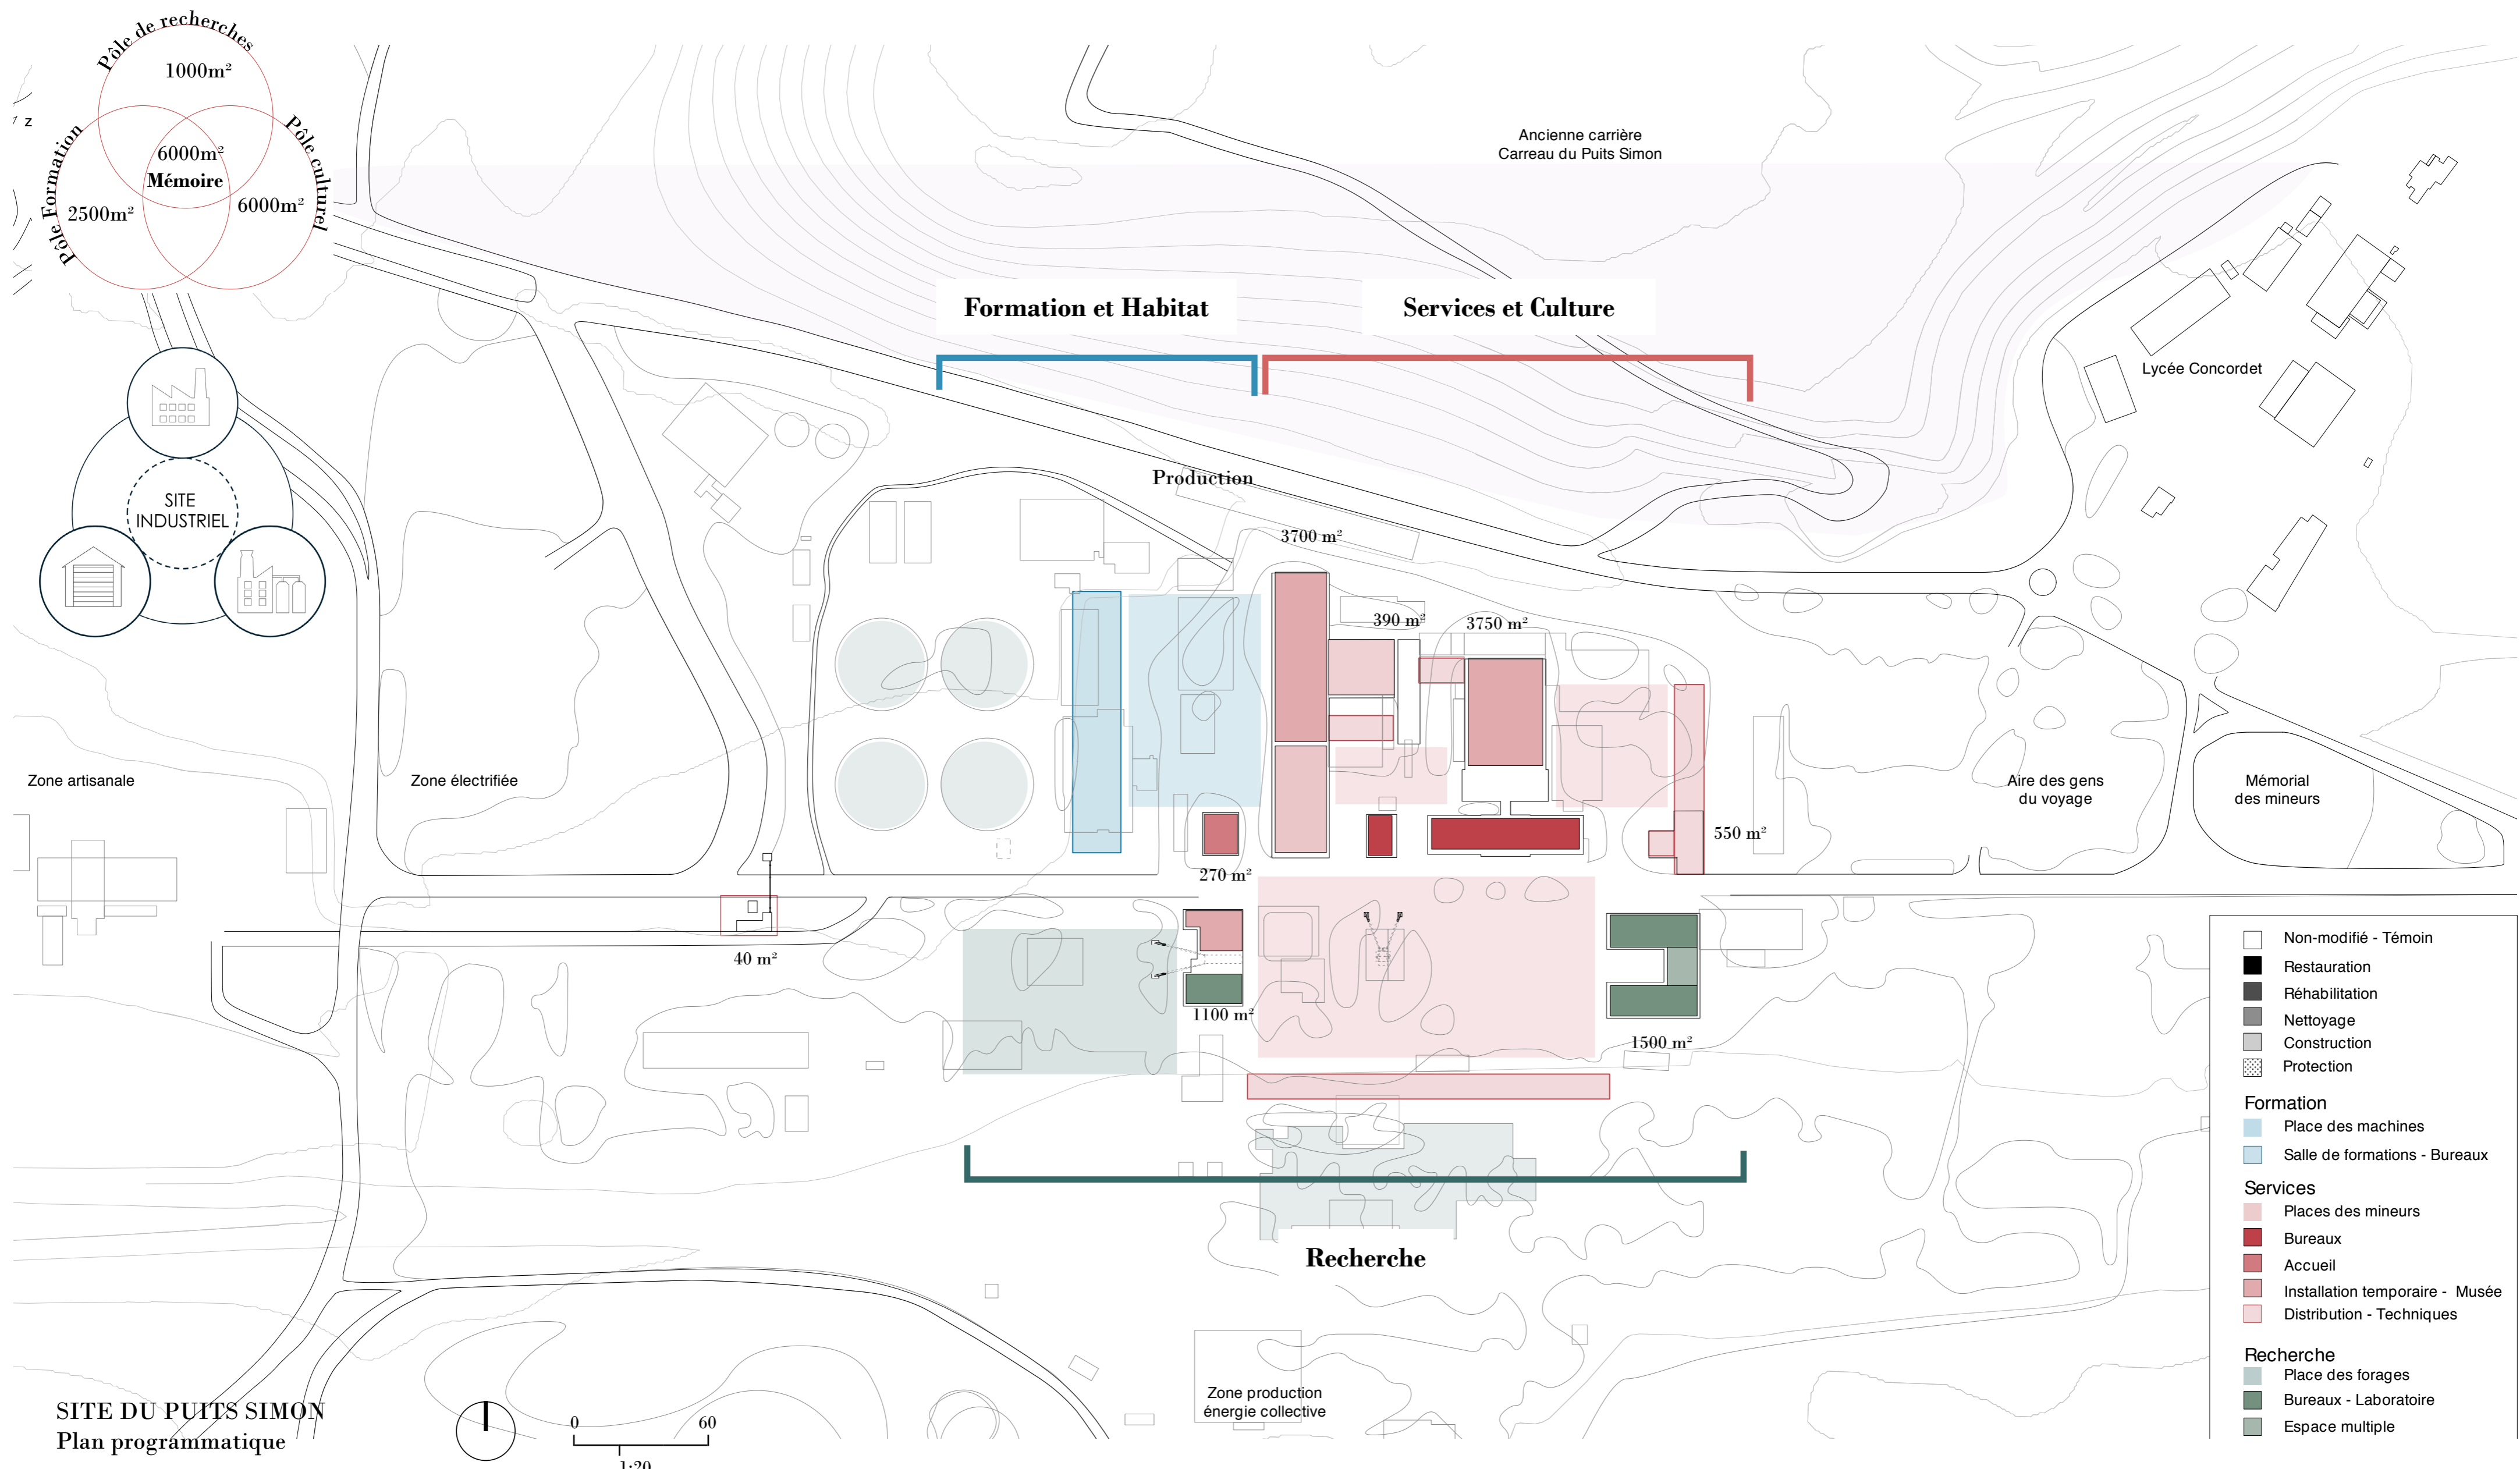 Pôle de recherches
1000m²
Pôle Formation
2500m²
6000m²
Mémoire
Pôle culturel
6000m²
z
SITE
INDUSTRIEL
Ancienne carrière
Carreau du Puits Simon
Formation et Habitat
Services et Culture
Lycée Concordet
Production
3700 m²
390 m²
3750 m²
Zone artisanale
Zone électrifiée
Aire des gens
du voyage
Mémorial
des mineurs
550 m²
270 m²
40 m²
1100 m²
1500 m²
Recherche
Zone production
énergie collective
Non-modifié - Témoin
Restauration
Réhabilitation
Nettoyage
Construction
Protection
Formation
Place des machines
Salle de formations - Bureaux
Services
Places des mineurs
Bureaux
Accueil
Installation temporaire - Musée
Distribution - Techniques
Recherche
Place des forages
Bureaux - Laboratoire
Espace multiple
SITE DU PUITS SIMON
Plan programmatique
0
60
1:20